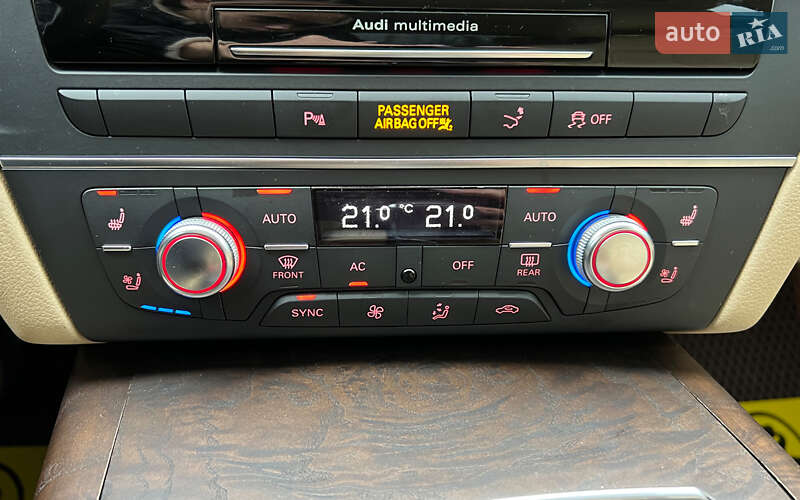 Audi multimedia
auto RIA
.com
P
PASSENGER
AIRBAG OFF
OFF
AUTO
21.0 °C 21.0
AUTO
FRONT
AC
OFF
REAR
SYNC